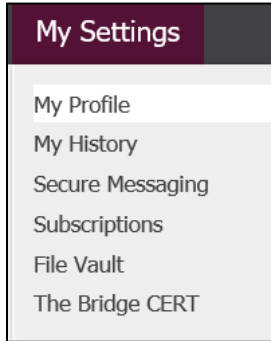 My Settings
My Profile
My History
Secure Messaging
Subscriptions
File Vault
The Bridge CERT